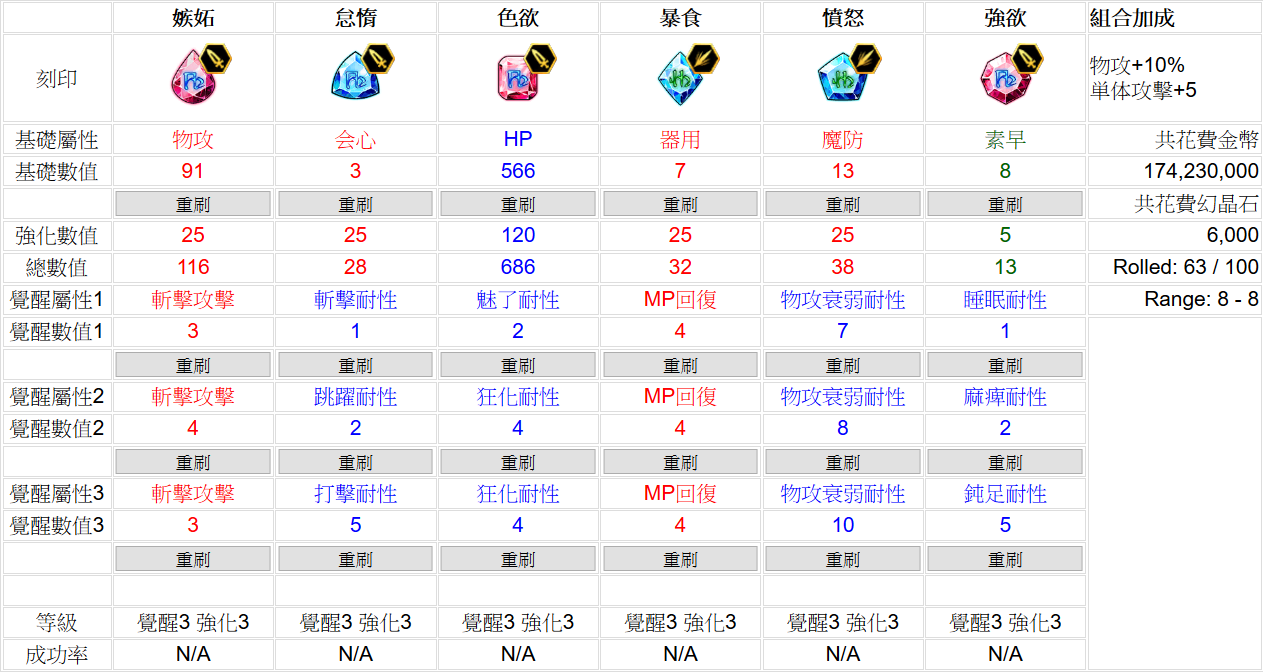 嫉妬 怠惰 色欲 暴食 憤怒 強欲 組合加成
刻印 物攻+10%
単体攻撃+5
基礎屬性 物攻 会心 HP 器用 魔防 素早 共花費金幣
基礎數值 91 3 566 7 13 8 174,230,000
重刷 重刷 重刷 重刷 重刷 重刷 共花費幻晶石
強化數值 25 25 120 25 25 5 6,000
總數值 116 28 686 32 38 13 Rolled: 63 / 100
覺醒屬性1 斬撃攻撃 斬撃耐性 魅了耐性 MP回復 物攻衰弱耐性 睡眠耐性 Range: 8 - 8
覺醒數值1 3 1 2 4 7 1
重刷 重刷 重刷 重刷 重刷 重刷
覺醒屬性2 斬撃攻撃 跳躍耐性 狂化耐性 MP回復 物攻衰弱耐性 麻痺耐性
覺醒數值2 4 2 4 4 8 2
重刷 重刷 重刷 重刷 重刷 重刷
覺醒屬性3 斬撃攻撃 打撃耐性 狂化耐性 MP回復 物攻衰弱耐性 鈍足耐性
覺醒數值3 3 5 4 4 10 5
重刷 重刷 重刷 重刷 重刷 重刷
等級 覺醒3 強化3 覺醒3 強化3 覺醒3 強化3 覺醒3 強化3 覺醒3 強化3 覺醒3 強化3
成功率 N/A N/A N/A N/A N/A N/A